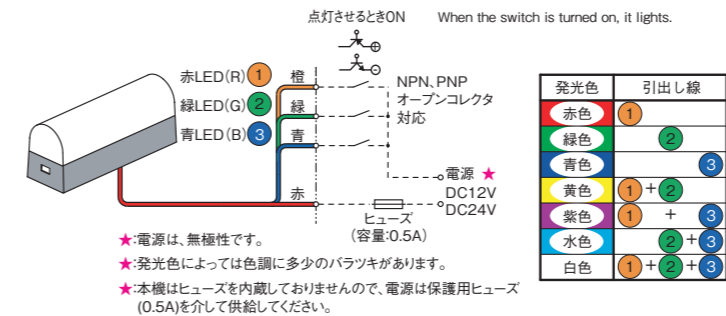 点灯させるときON When the switch is turned on, it lights.
⊕
⊖
赤LED(R) 1 橙
緑LED(G) 2 緑
青LED(B) 3 青
赤
NPN、PNP
オープンコレクタ
対応
電源 ★
DC12V
DC24V
ヒューズ
(容量:0.5A)
★:電源は、無極性です。
★:発光色によっては色調に多少のバラツキがあります。
★:本機はヒューズを内蔵しておりませんので、電源は保護用ヒューズ
(0.5A)を介して供給してください。
発光色 引出し線
赤色 1
緑色 2
青色 3
黄色 1+2
紫色 1 + 3
水色 2+3
白色 1+2+3